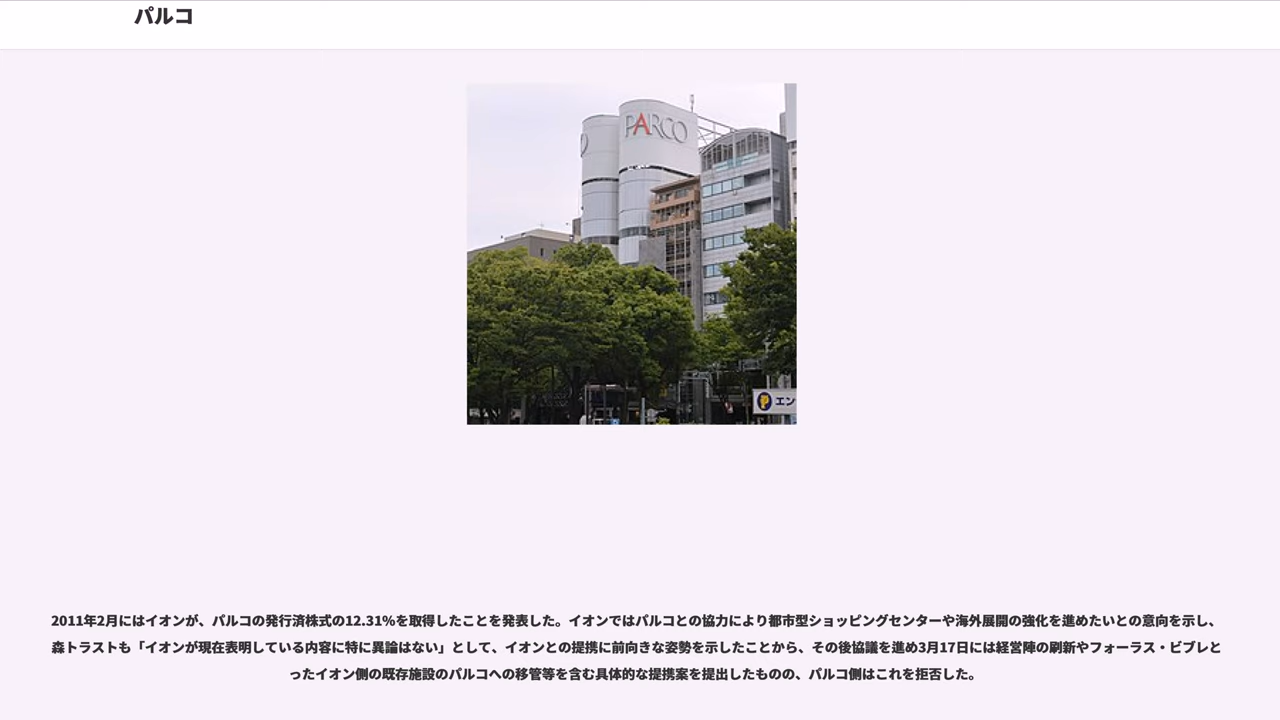 パルコ
PARCO
エン
2011年2月にはイオンが、パルコの発行済株式の12.31%を取得したことを発表した。イオンではパルコとの協力により都市型ショッピングセンターや海外展開の強化を進めたいとの意向を示し、
森トラストも「イオンが現在表明している内容に特に異論はない」として、イオンとの提携に前向きな姿勢を示したことから、その後協議を進め3月17日には経営陣の刷新やフォーラス・ビブレと
ったイオン側の既存施設のパルコへの移管等を含む具体的な提携案を提出したものの、パルコ側はこれを拒否した。